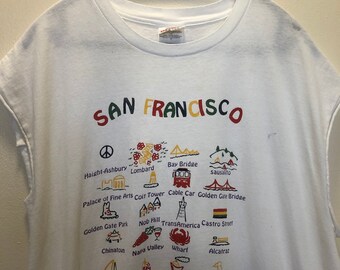 SAN FRANCISCO
Haight-Ashbury Lombard Bay Bridge Sausalito
Palace of Fine Arts Coit Tower Cable Car Golden Gate Bridge
Golden Gate Park Nob Hill TransAmerica Castro Street
Chinatown Napa Valley Wharf Alcatraz